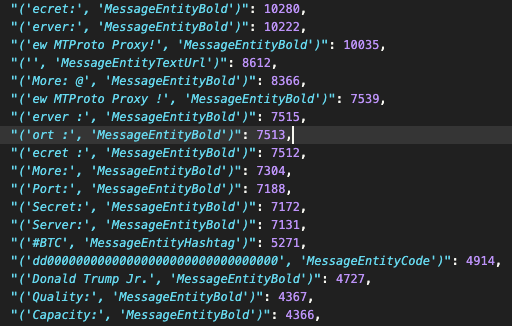 "('ecret:', 'MessageEntityBold')": 10280,
"('erver:', 'MessageEntityBold')": 10222,
"('ew MTProto Proxy!', 'MessageEntityBold')": 10035,
"('', 'MessageEntityTextUrl')": 8612,
"('More: @', 'MessageEntityBold')": 8366,
"('ew MTProto Proxy !', 'MessageEntityBold')": 7539,
"('erver :', 'MessageEntityBold')": 7515,
"('ort :', 'MessageEntityBold')": 7513,
"('ecret :', 'MessageEntityBold')": 7512,
"('More:', 'MessageEntityBold')": 7304,
"('Port:', 'MessageEntityBold')": 7188,
"('Secret:', 'MessageEntityBold')": 7172,
"('Server:', 'MessageEntityBold')": 7131,
"('#BTC', 'MessageEntityHashtag')": 5271,
"('dd00000000000000000000000000000000', 'MessageEntityCode')": 4914,
"('Donald Trump Jr.', 'MessageEntityBold')": 4727,
"('Quality:', 'MessageEntityBold')": 4367,
"('Capacity:', 'MessageEntityBold')": 4366,